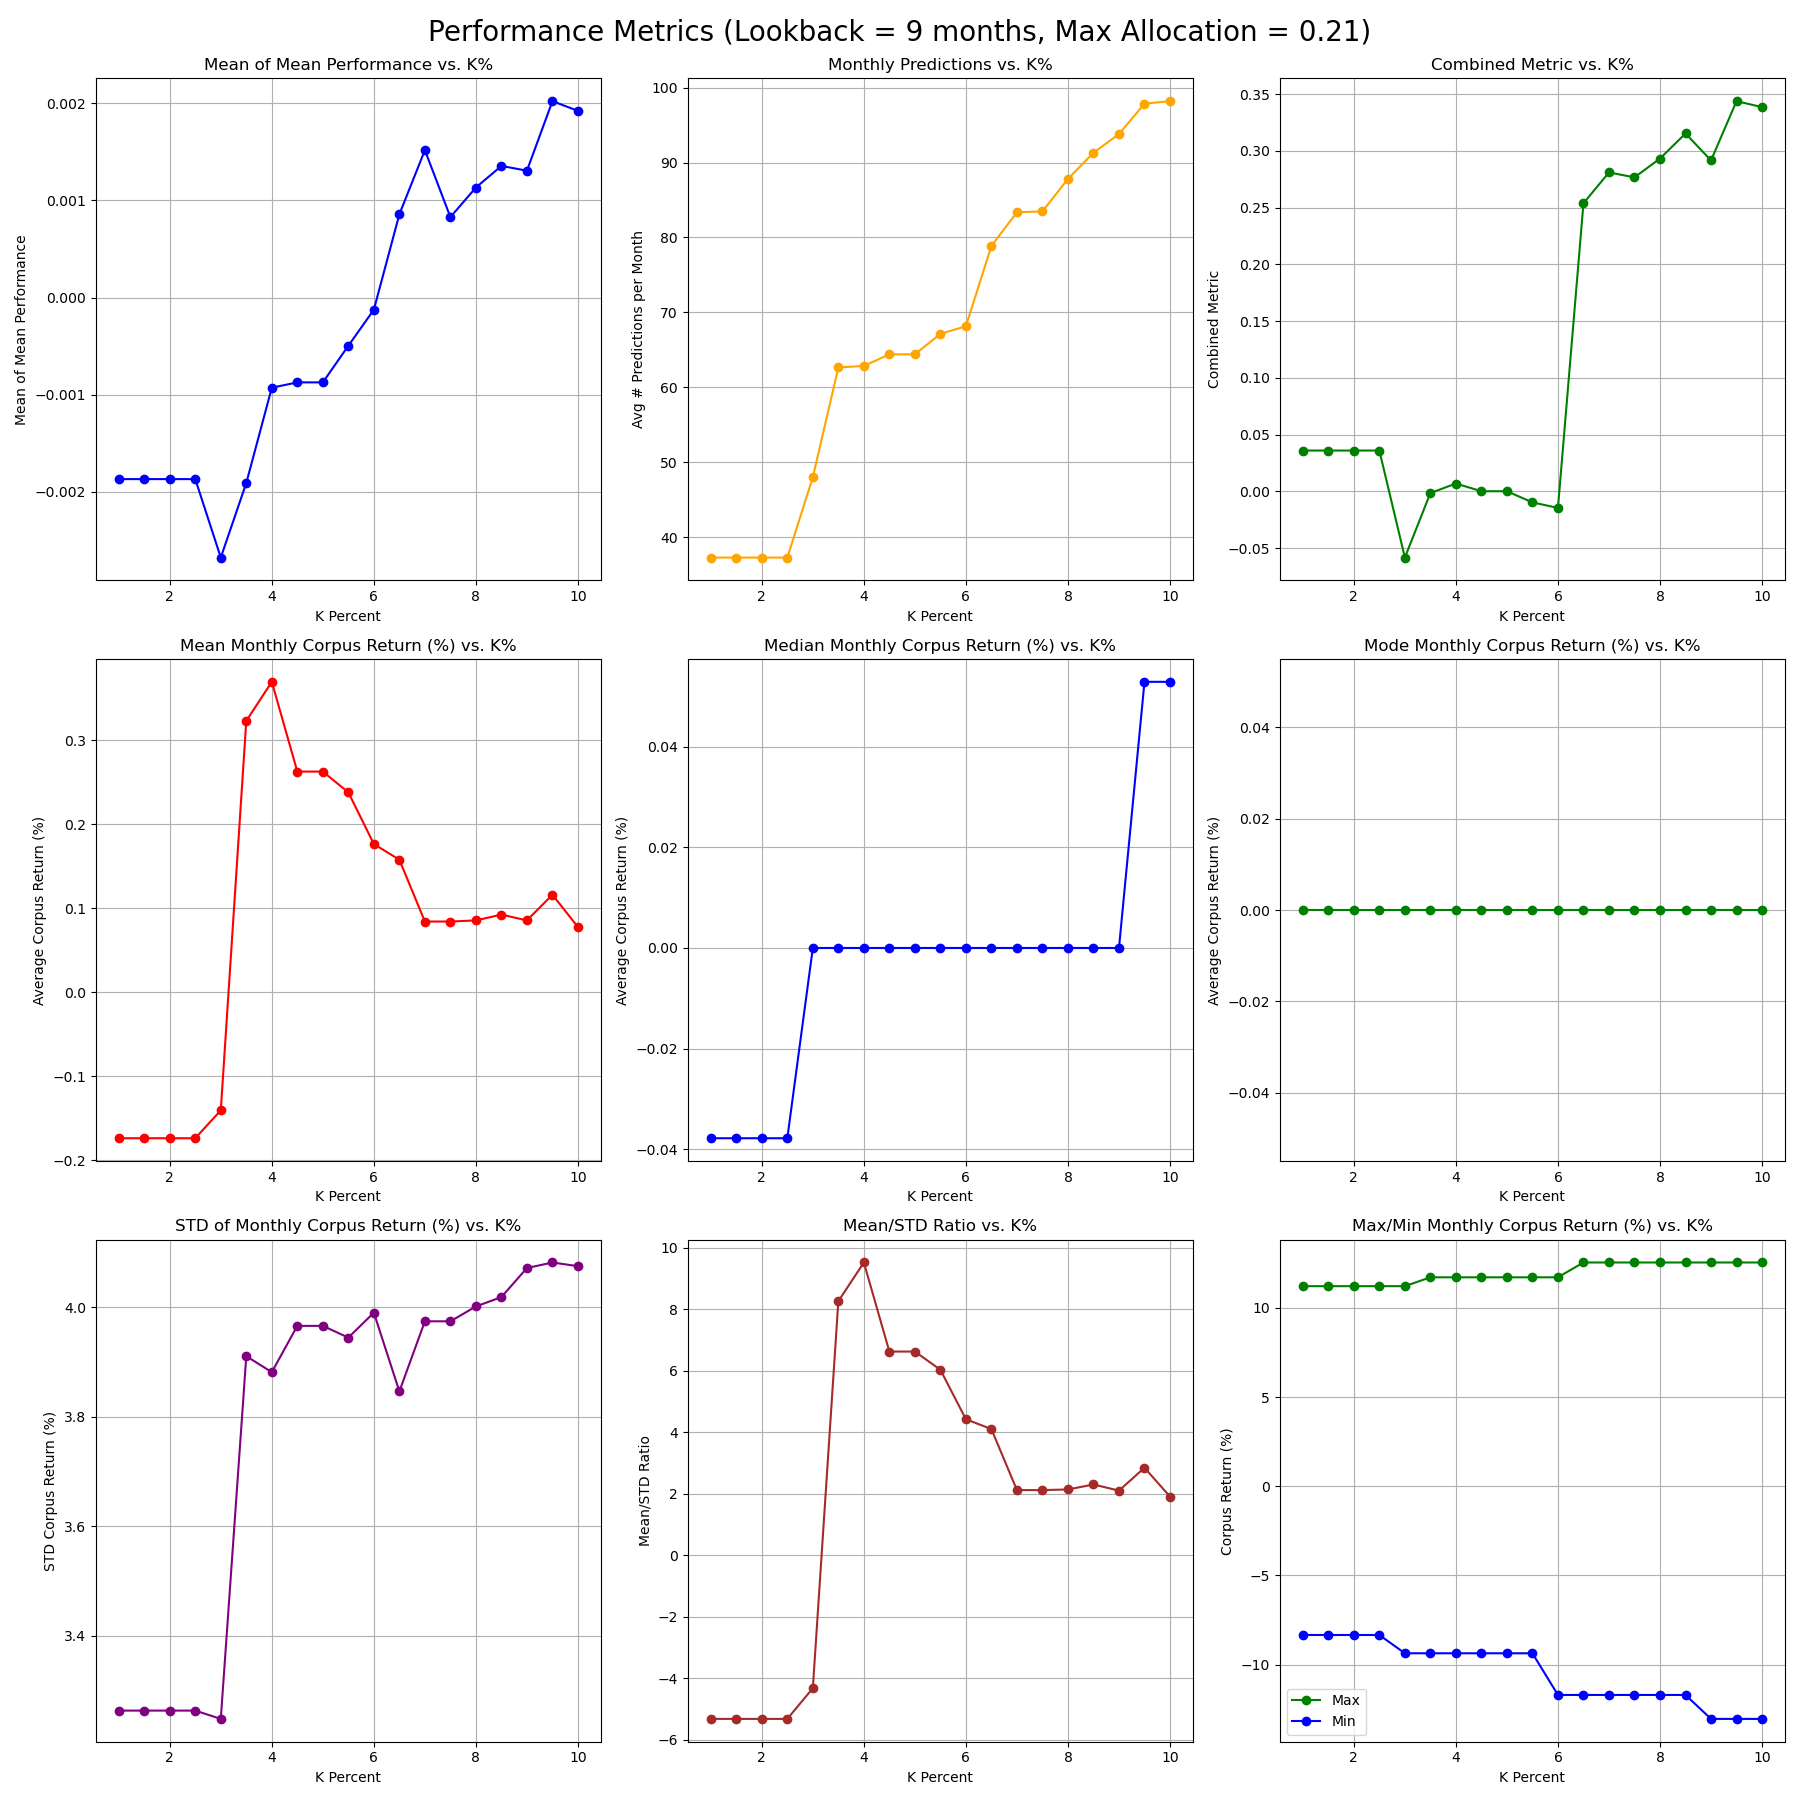 Performance Metrics (Lookback = 9 months, Max Allocation = 0.21)
Mean of Mean Performance vs. K%
Mean of Mean Performance
0.002
0.001
0.000
−0.001
−0.002
2 4 6 8 10
K Percent
Monthly Predictions vs. K%
Avg # Predictions per Month
100
90
80
70
60
50
40
2 4 6 8 10
K Percent
Combined Metric vs. K%
Combined Metric
0.35
0.30
0.25
0.20
0.15
0.10
0.05
0.00
−0.05
2 4 6 8 10
K Percent
Mean Monthly Corpus Return (%) vs. K%
Average Corpus Return (%)
0.3
0.2
0.1
0.0
−0.1
−0.2
2 4 6 8 10
K Percent
Median Monthly Corpus Return (%) vs. K%
Average Corpus Return (%)
0.04
0.02
0.00
−0.02
−0.04
2 4 6 8 10
K Percent
Mode Monthly Corpus Return (%) vs. K%
Average Corpus Return (%)
0.04
0.02
0.00
−0.02
−0.04
2 4 6 8 10
K Percent
STD of Monthly Corpus Return (%) vs. K%
STD Corpus Return (%)
4.0
3.8
3.6
3.4
2 4 6 8 10
K Percent
Mean/STD Ratio vs. K%
Mean/STD Ratio
10
8
6
4
2
0
−2
−4
−6
2 4 6 8 10
K Percent
Max/Min Monthly Corpus Return (%) vs. K%
Corpus Return (%)
10
5
0
−5
−10
Max
Min
2 4 6 8 10
K Percent